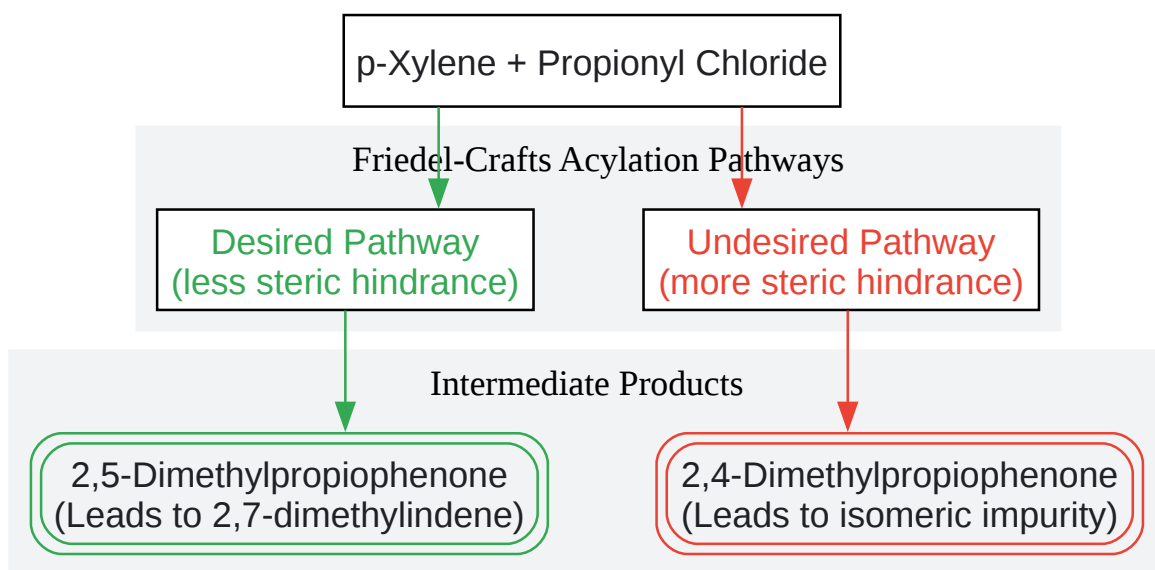 p-Xylene + Propionyl Chloride
Friedel-Crafts Acylation Pathways
Desired Pathway
(less steric hindrance)
Undesired Pathway
(more steric hindrance)
Intermediate Products
2,5-Dimethylpropiophenone
(Leads to 2,7-dimethylindene)
2,4-Dimethylpropiophenone
(Leads to isomeric impurity)